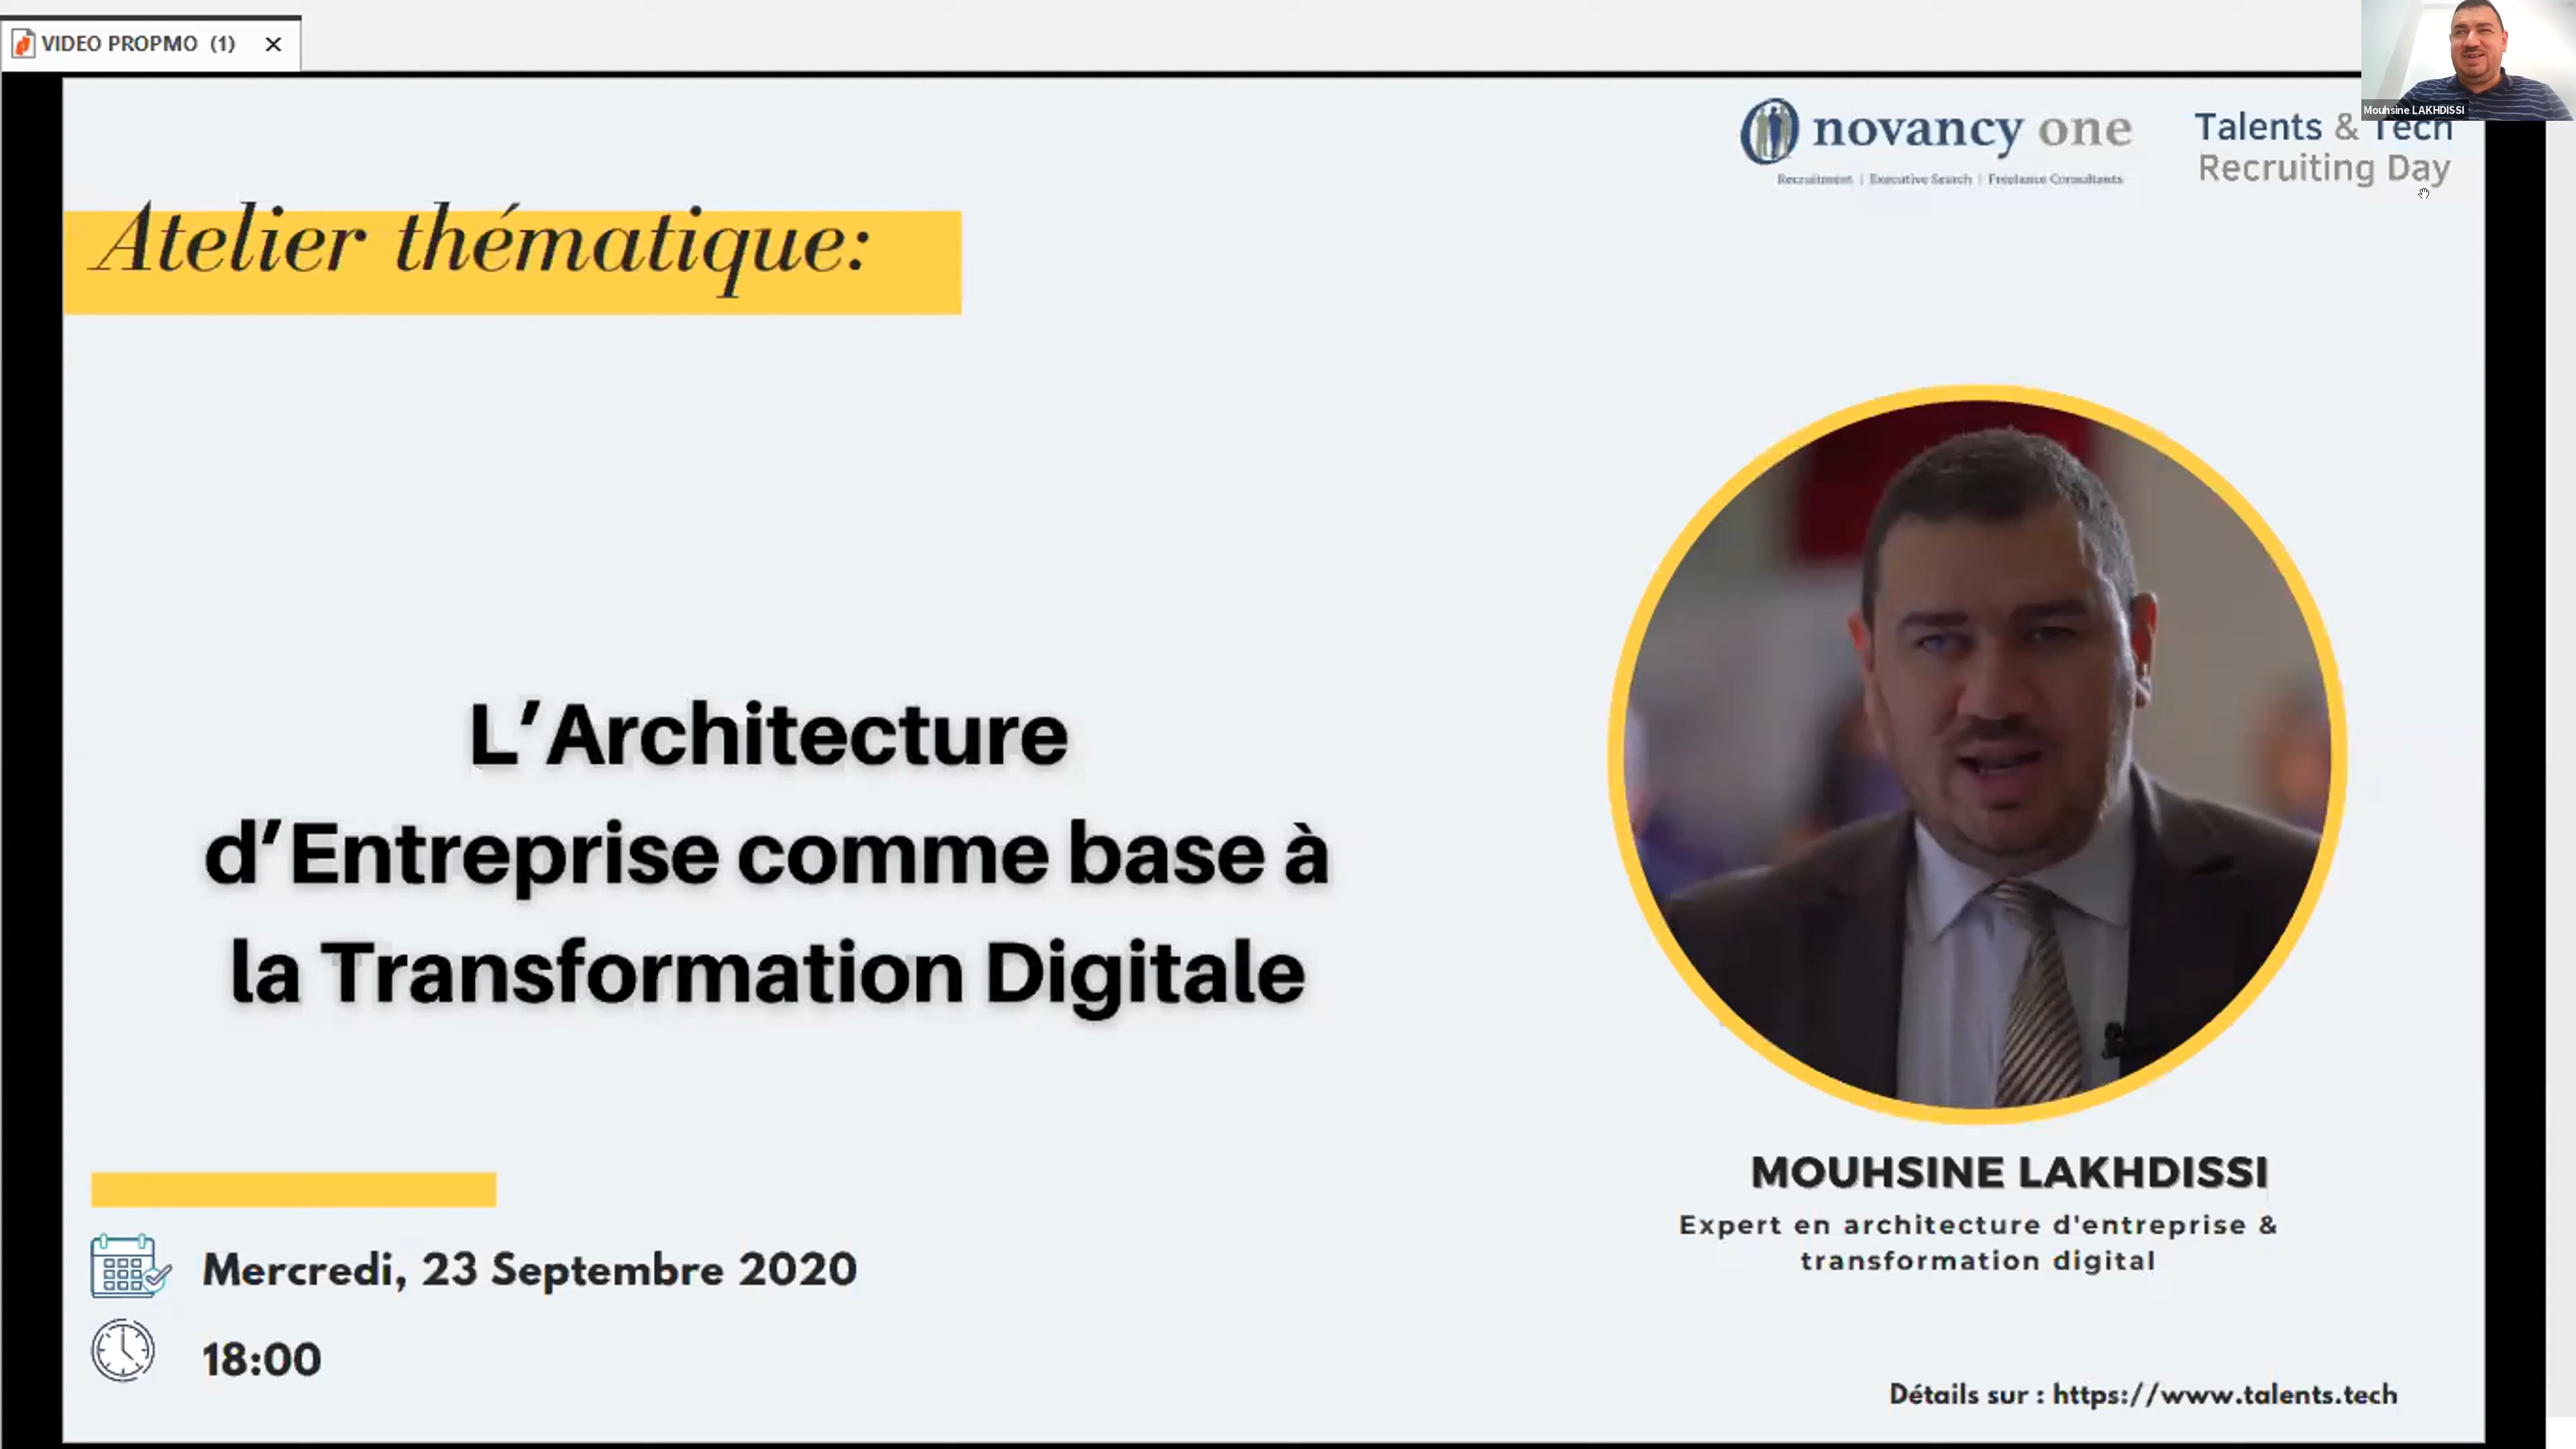 VIDEO PROPMO (1)
Mouhsine LAKHDISSI
novancy one
Recruitment | Executive Search | Freelance Consultants
Talents & Tech
Recruiting Day
Atelier thématique:
L’Architecture
d’Entreprise comme base à
la Transformation Digitale
MOUHSINE LAKHDISSI
Expert en architecture d'entreprise &
transformation digital
Mercredi, 23 Septembre 2020
18:00
Détails sur : https://www.talents.tech